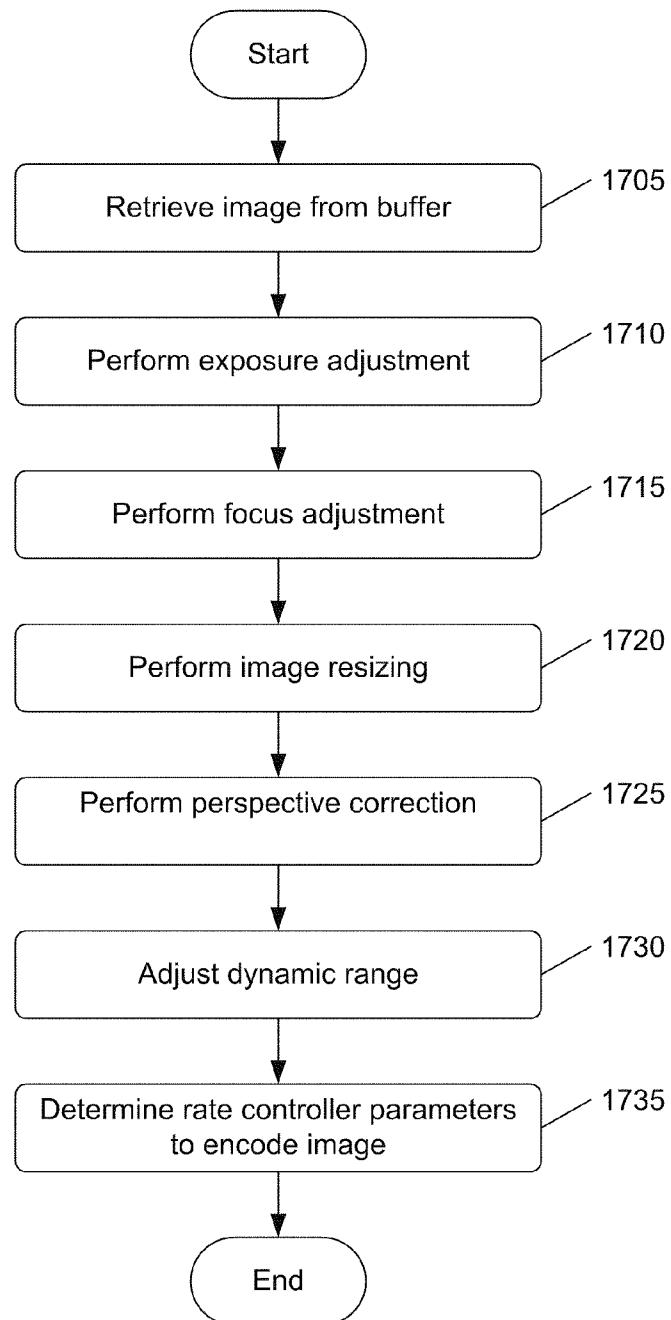 Start
Retrieve image from buffer
1705
Perform exposure adjustment
1710
Perform focus adjustment
1715
Perform image resizing
1720
Perform perspective correction
1725
Adjust dynamic range
1730
Determine rate controller parameters
to encode image
1735
End